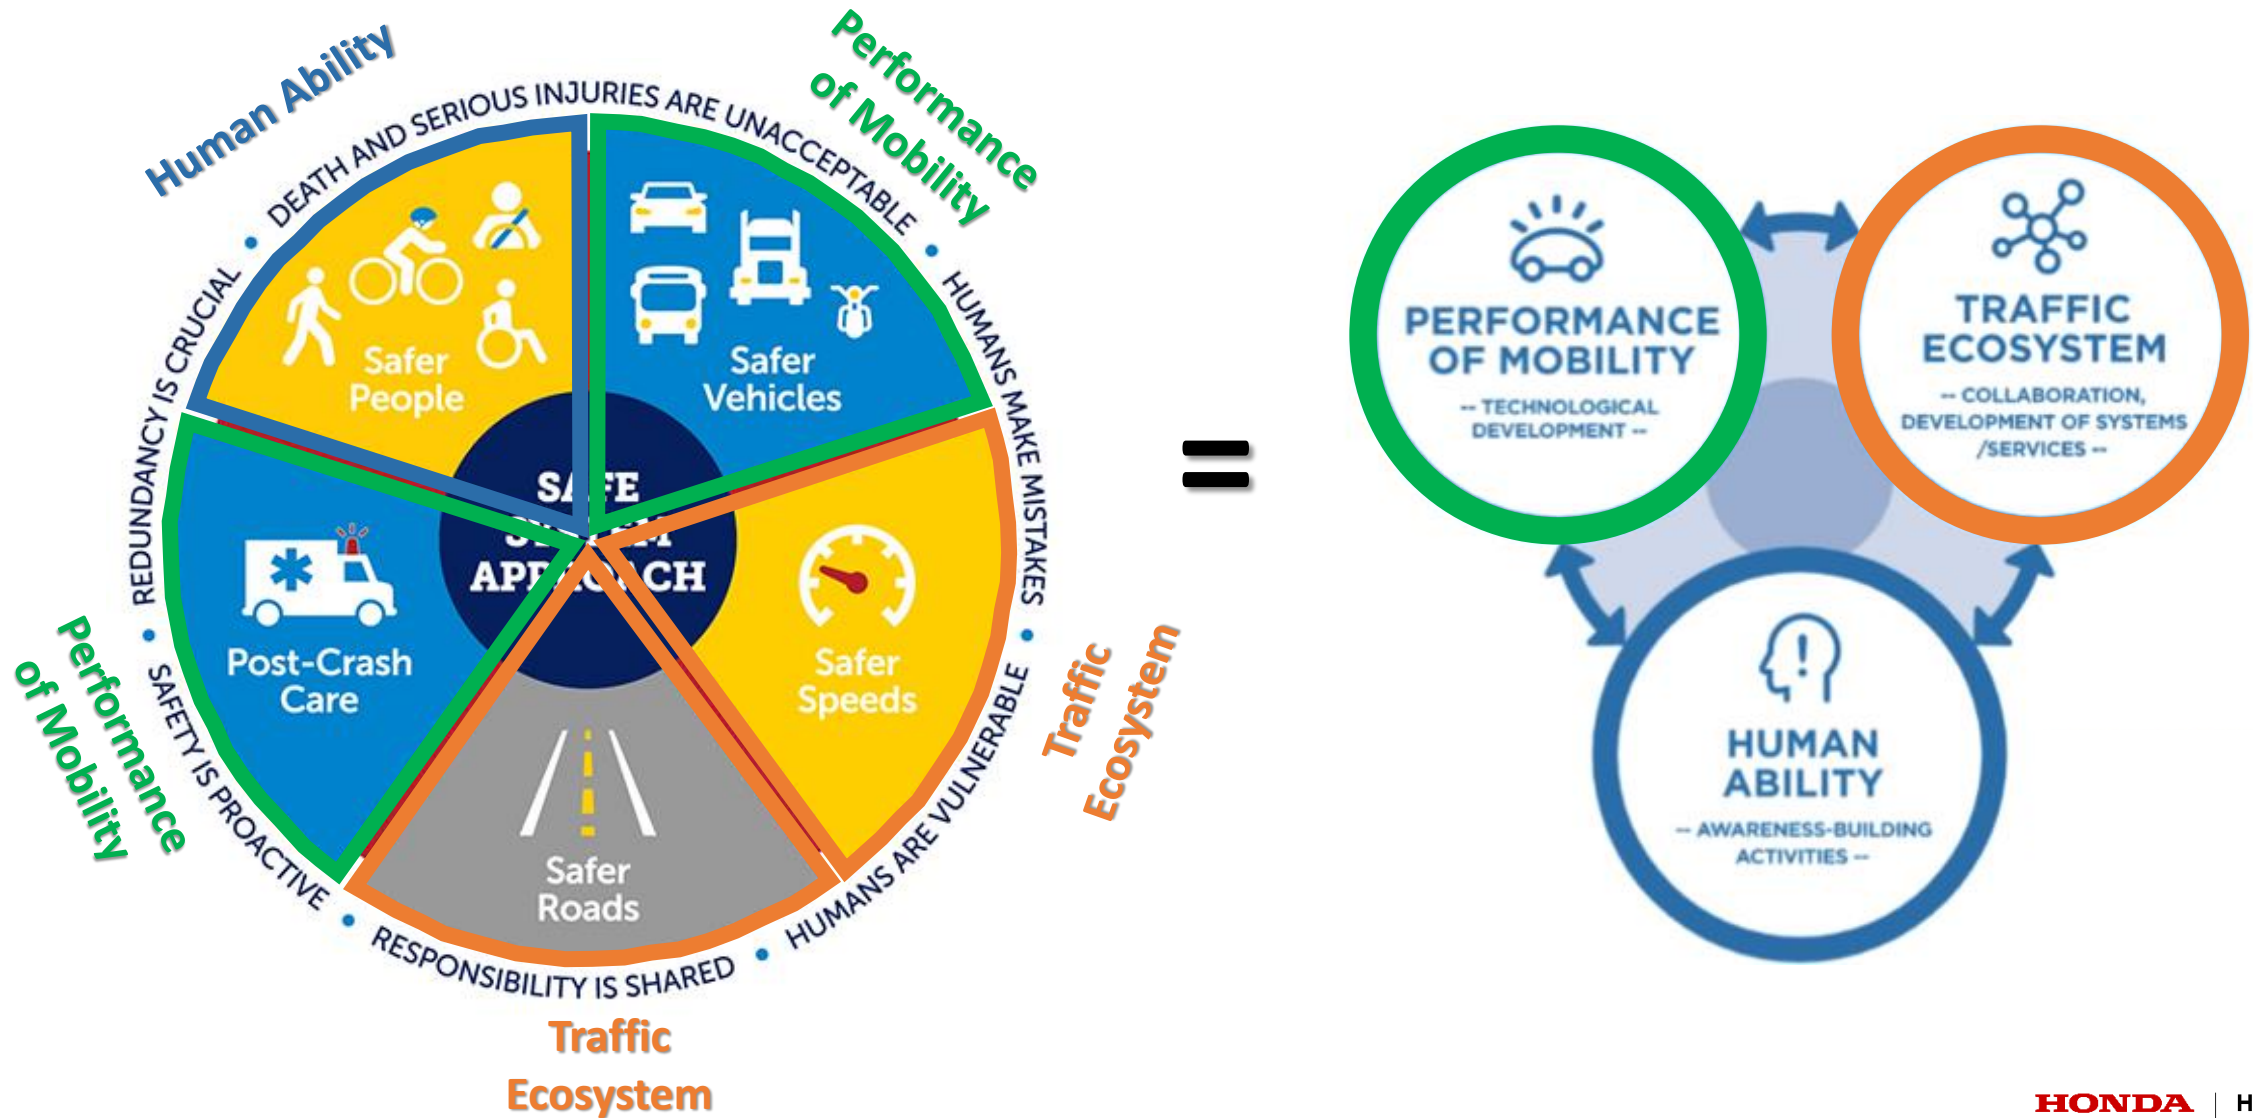 Human Ability
Performance
of Mobility
DEATH AND SERIOUS INJURIES ARE UNACCEPTABLE
HUMANS MAKE MISTAKES
HUMANS ARE VULNERABLE
RESPONSIBILITY IS SHARED
SAFETY IS PROACTIVE
REDUNDANCY IS CRUCIAL
Safer
People
Safer
Vehicles
SAFE
APPROACH
Post-Crash
Care
Safer
Speeds
Safer
Roads
Performance
of Mobility
Traffic
Ecosystem
Traffic
Ecosystem
=
PERFORMANCE
OF MOBILITY
-- TECHNOLOGICAL
DEVELOPMENT --
TRAFFIC
ECOSYSTEM
-- COLLABORATION,
DEVELOPMENT OF SYSTEMS
/SERVICES --
!
HUMAN
ABILITY
-- AWARENESS-BUILDING
ACTIVITIES --
HONDA | H